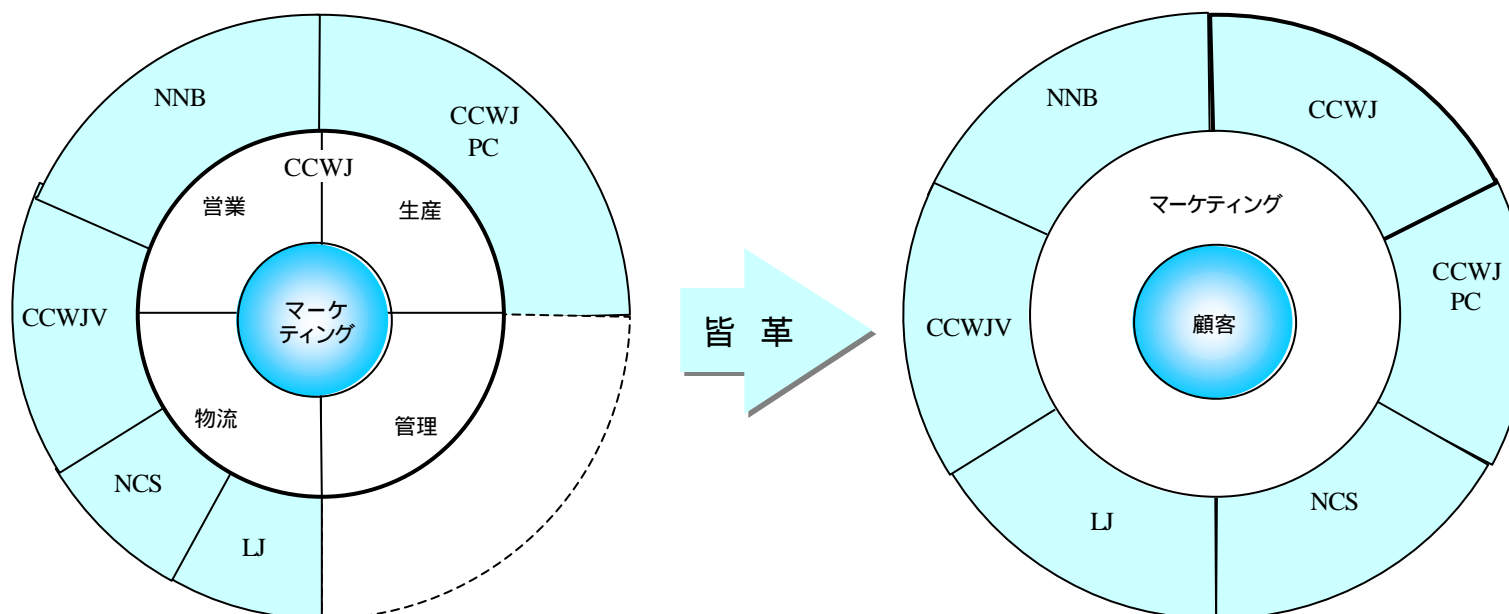 NNB
CCWJ
PC
CCWJ
営業
生産
CCWJV
マーケ
ティング
物流
管理
NCS
LJ
皆 革
NNB
CCWJ
マーケティング
CCWJ
PC
CCWJV
顧客
LJ
NCS